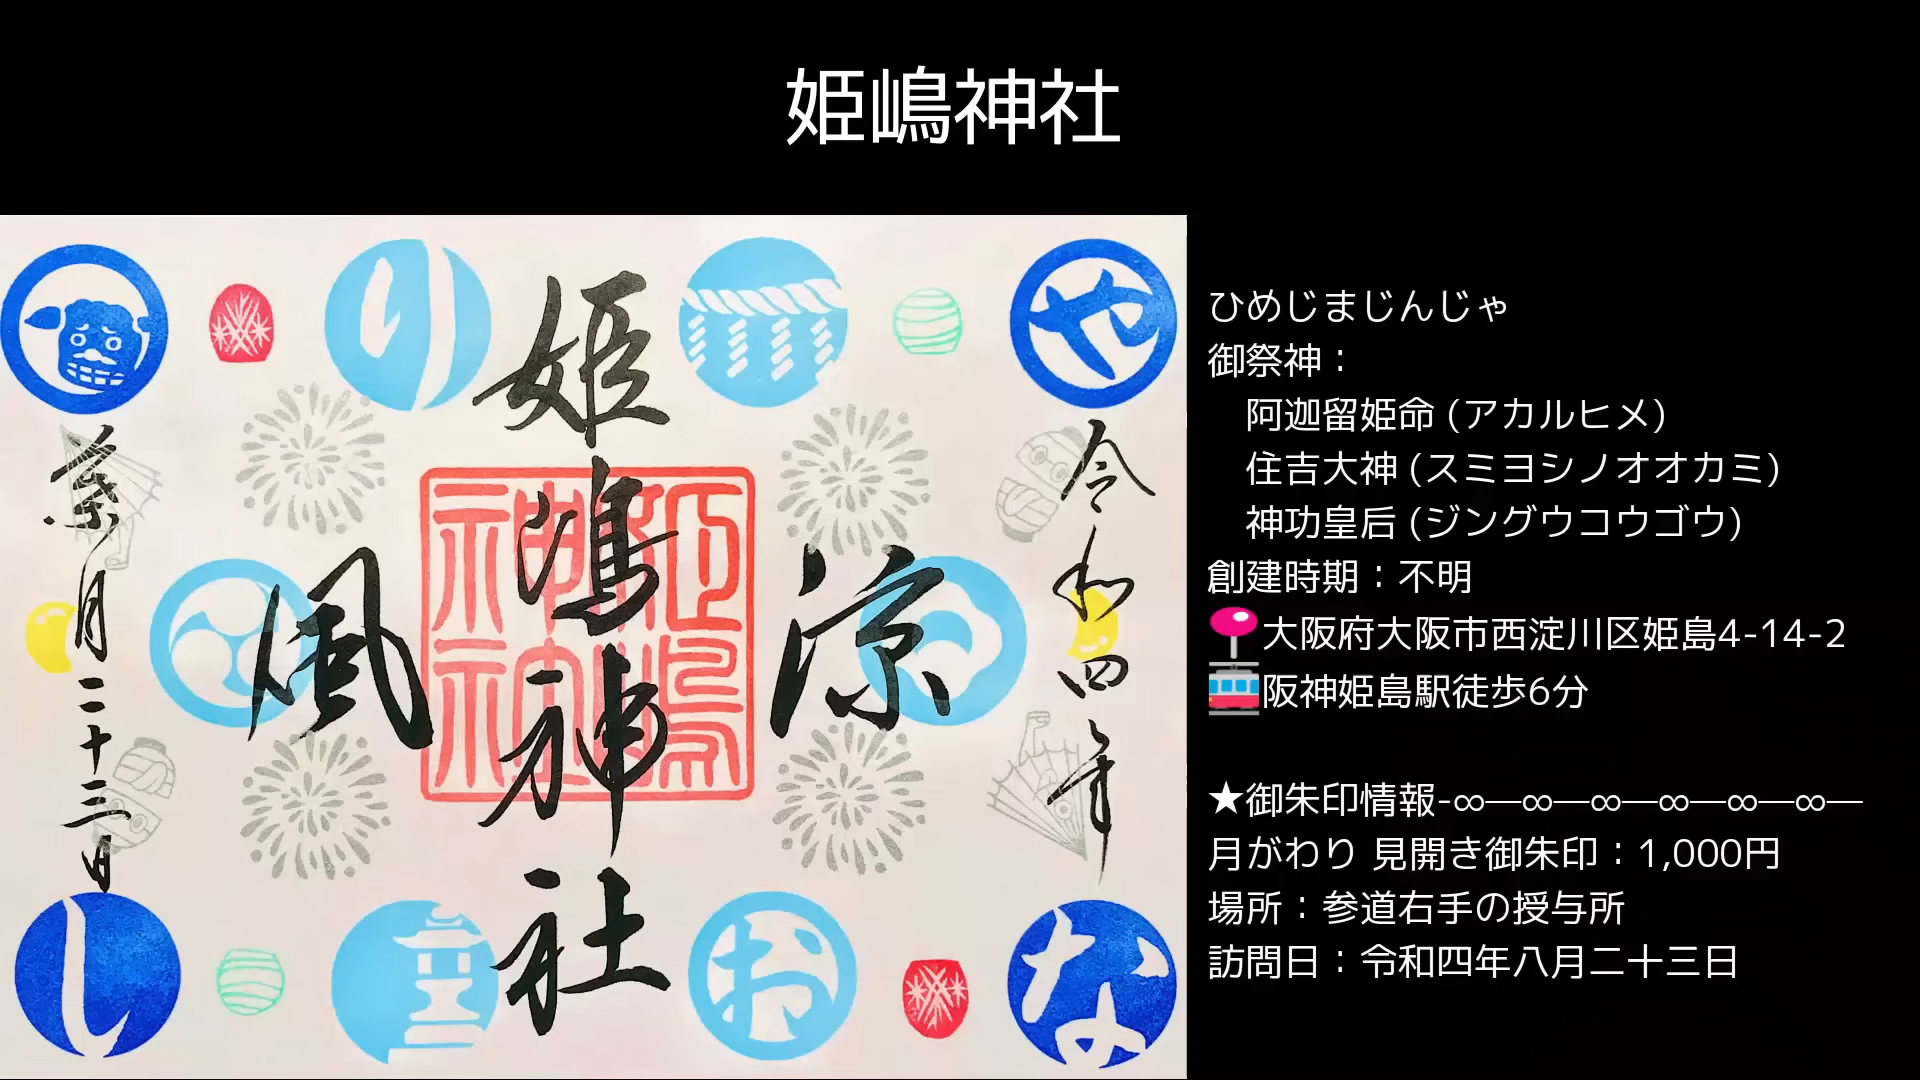 姫嶋神社
や
り
し
お
な
令和四年
涼
姫嶋神社
風
葉月二十三日
姫嶋神社
ひめじまじんじゃ
御祭神：
阿迦留姫命 (アカルヒメ)
住吉大神 (スミヨシノオオカミ)
神功皇后 (ジングウコウゴウ)
創建時期：不明
大阪府大阪市西淀川区姫島4-14-2
阪神姫島駅徒歩6分
★御朱印情報-∞—∞—∞—∞—∞—∞—
月がわり 見開き御朱印：1,000円
場所：参道右手の授与所
訪問日：令和四年八月二十三日